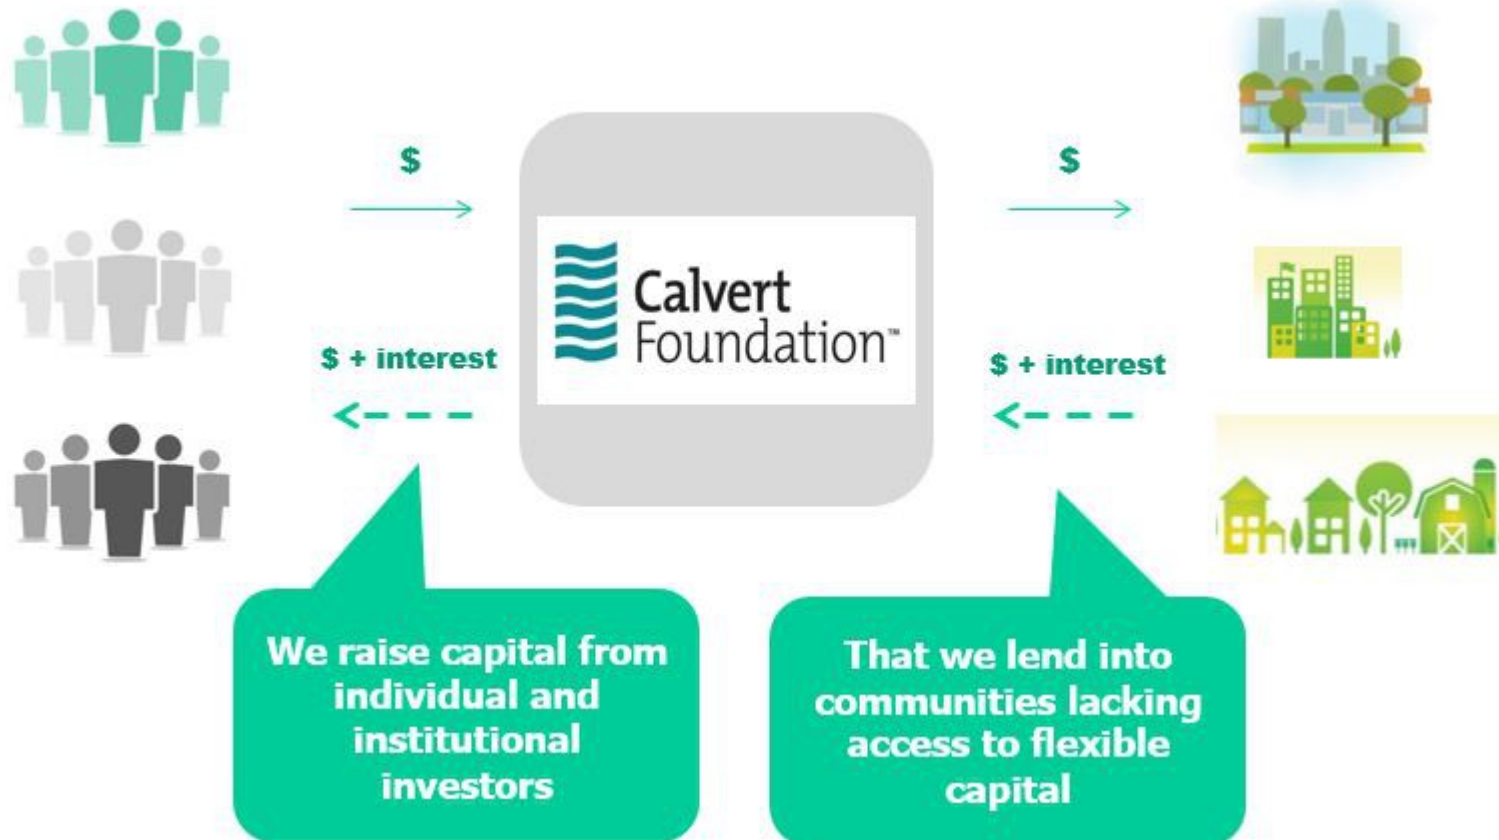 $
$
Calvert
Foundation™
$ + interest
$ + interest
We raise capital from
individual and
institutional
investors
That we lend into
communities lacking
access to flexible
capital